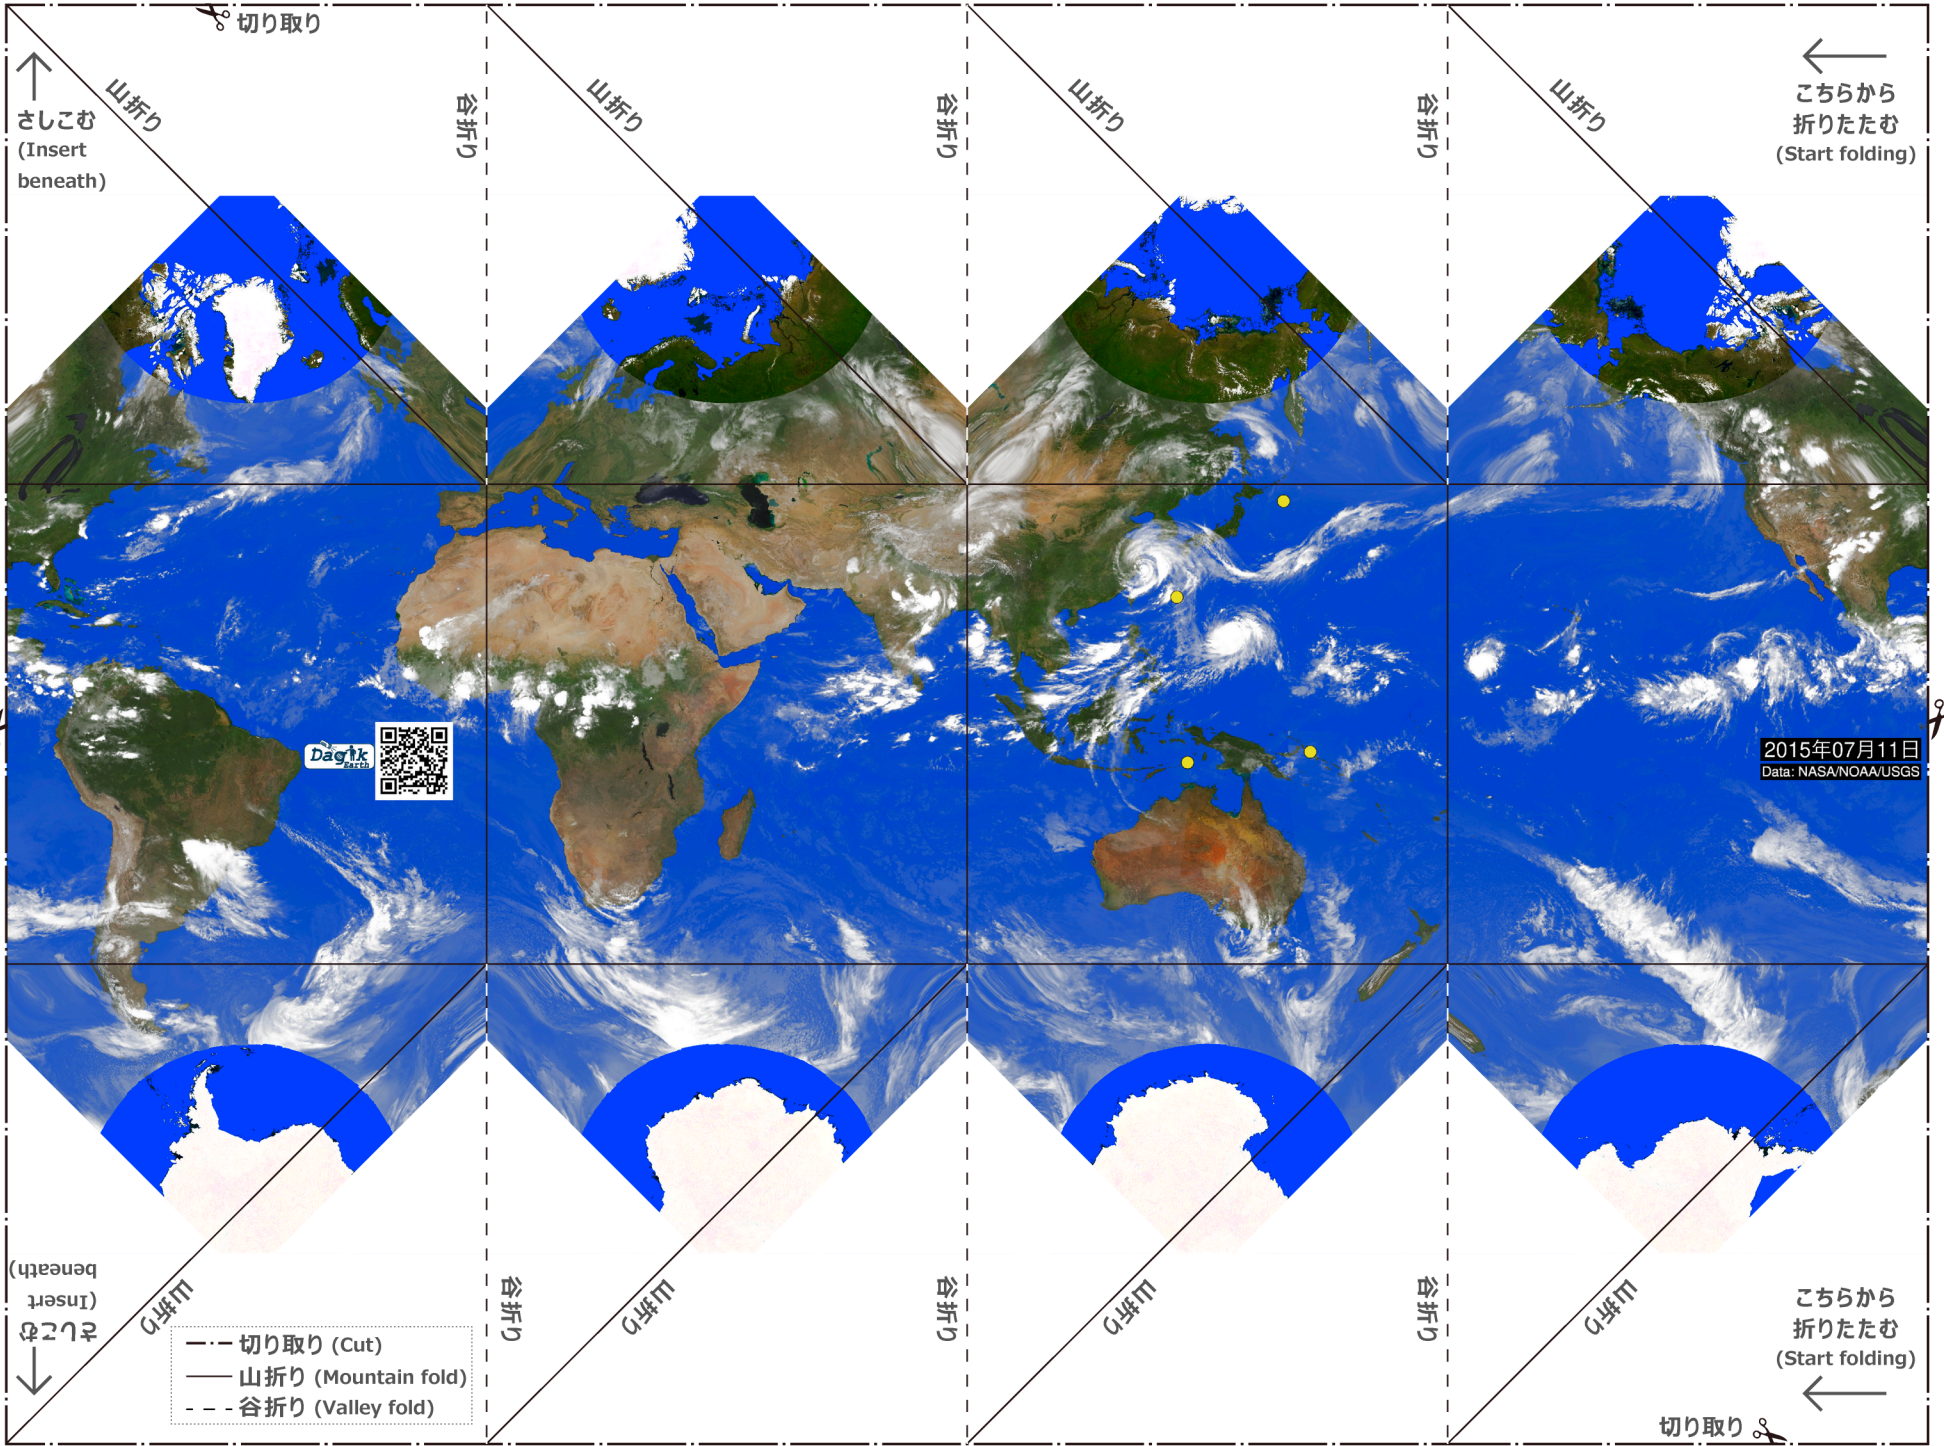 切り取り
山折り
谷折り
山折り
谷折り
山折り
谷折り
山折り
さしこむ
(Insert
beneath)
こちらから
折りたたむ
(Start folding)
Dagik
Earth
2015年07月11日
Data: NASA/NOAA/USGS
さしこむ
(Insert
beneath)
山折り
谷折り
山折り
谷折り
山折り
谷折り
山折り
こちらから
折りたたむ
(Start folding)
切り取り (Cut)
山折り (Mountain fold)
谷折り (Valley fold)
切り取り